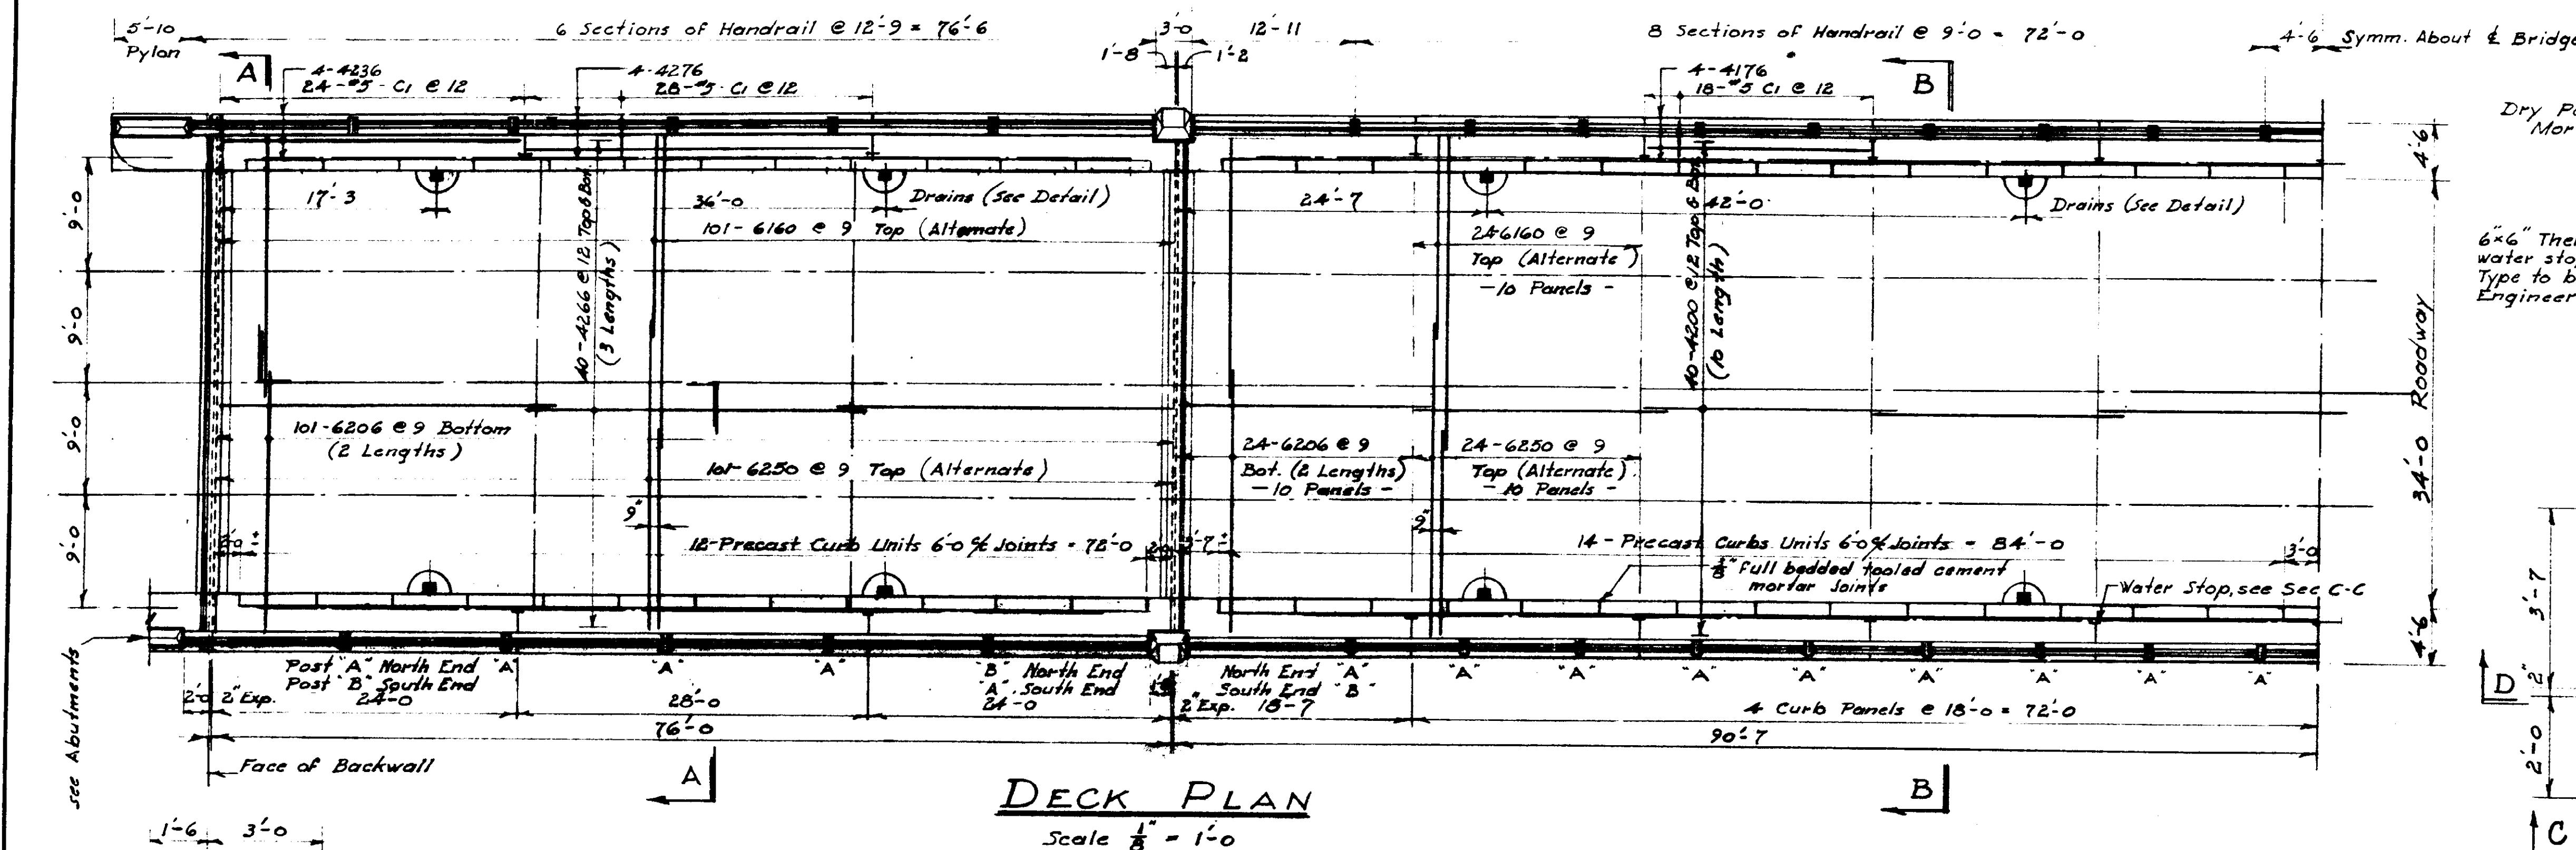 5'-10
Pylon
6 Sections of Handrail @ 12'-9 = 76'-6
3'-0
12'-11
1'-8
1'-2
8 Sections of Handrail @ 9'-0 = 72'-0
4'-6
Symm. About ℄ Bridge
A
4-4236
24-#5 C1 @ 12
4-4276
28-#5 C1 @ 12
4-4176
18-#5 C1 @ 12
B
Dry
4'-6
17'-3
36'-0
Drains (See Detail)
24'-7
42'-0
Drains (See Detail)
9'-0
9'-0
9'-0
9'-0
101-6160 @ 9 Top (Alternate)
24-6160 @ 9
Top (Alternate)
-10 Panels-
40-4266 @ 12 Top & Bot.
(3 Lengths)
40-4200 @ 12 Top & Bot.
(10 Length)
6"x6"
water
Type to
Engineer
34'-0 Roadway
101-6206 @ 9 Bottom
(2 Lengths)
101-6250 @ 9 Top (Alternate)
24-6206 @ 9
Bot. (2 Lengths)
-10 Panels-
24-6250 @ 9
Top (Alternate)
-10 Panels-
9"
9"
12-Precast Curb Units 6'-0 ℅ Joints = 72'-0
14-Precast Curbs Units 6'-0 ℅ Joints = 84'-0
3'-0
Full bedded tooled cement
mortar joints
Water Stop, see Sec C-C
4'-6
3'-7
2"
2'-0
D
C
see Abutments
Post "A" North End
Post "B" South End
"A"
"A"
"A"
"B" North End
"A" South End
North End "A"
South End "B"
"A"
"A"
"A"
"A"
"A"
"A"
"A"
"A"
2'-0
2" Exp.
24'-0
28'-0
24'-0
2" Exp.
18'-7
4 Curb Panels @ 18'-0 = 72'-0
76'-0
90'-7
Face of Backwall
A
B
DECK PLAN
Scale 1/8" = 1'-0
1'-6
3'-0